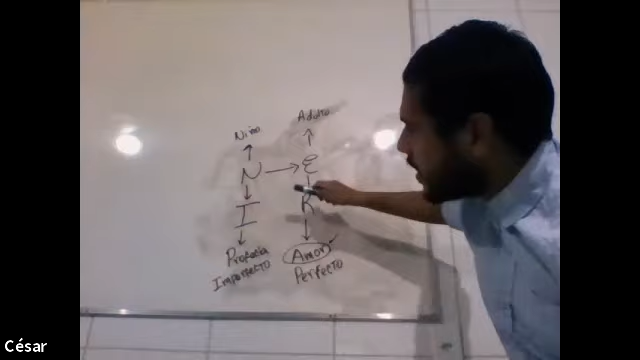 Niño
Adulto
N → E
I
R
Profecía
Imperfecto
Amor
Perfecto
César